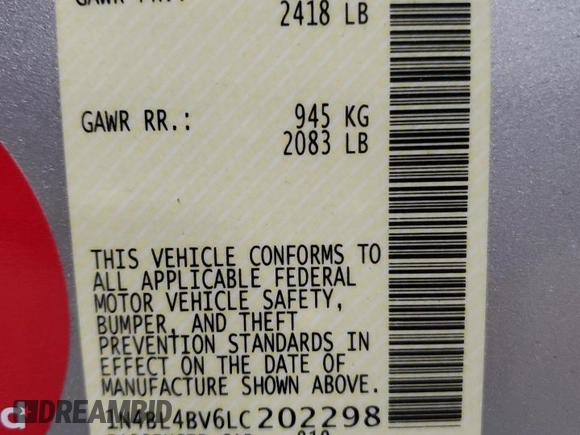 2418 LB
GAWR RR.: 945 KG
2083 LB
THIS VEHICLE CONFORMS TO
ALL APPLICABLE FEDERAL
MOTOR VEHICLE SAFETY,
BUMPER, AND THEFT
PREVENTION STANDARDS IN
EFFECT ON THE DATE OF
MANUFACTURE SHOWN ABOVE.
1N4BL4BV6LC202298
DREAMBID